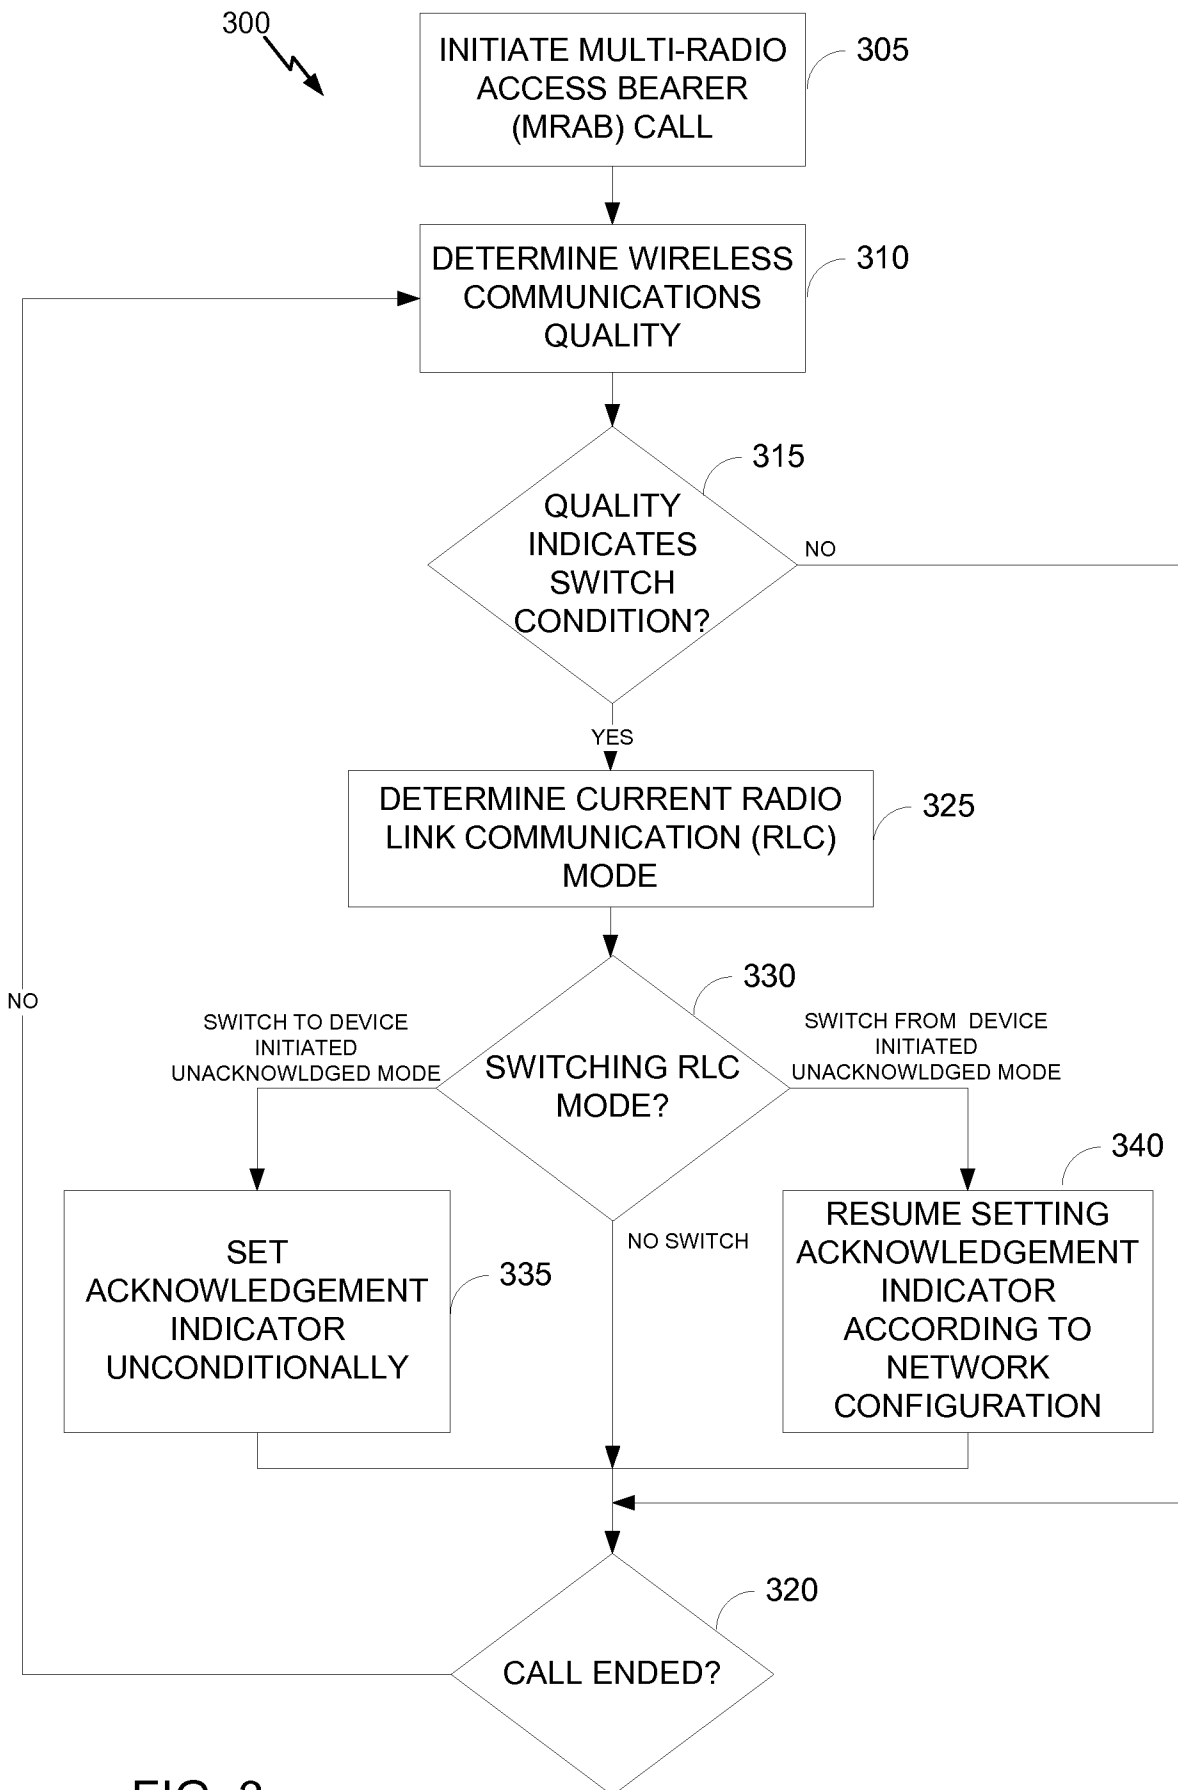 300
INITIATE MULTI-RADIO
ACCESS BEARER
(MRAB) CALL
305
DETERMINE WIRELESS
COMMUNICATIONS
QUALITY
310
315
QUALITY
INDICATES
SWITCH
CONDITION?
NO
YES
DETERMINE CURRENT RADIO
LINK COMMUNICATION (RLC)
MODE
325
330
NO
SWITCH TO DEVICE
INITIATED
UNACKNOWLDGED MODE
SWITCHING RLC
MODE?
SWITCH FROM DEVICE
INITIATED
UNACKNOWLDGED MODE
340
SET
ACKNOWLEDGEMENT
INDICATOR
UNCONDITIONALLY
335
NO SWITCH
RESUME SETTING
ACKNOWLEDGEMENT
INDICATOR
ACCORDING TO
NETWORK
CONFIGURATION
320
CALL ENDED?
FIG.